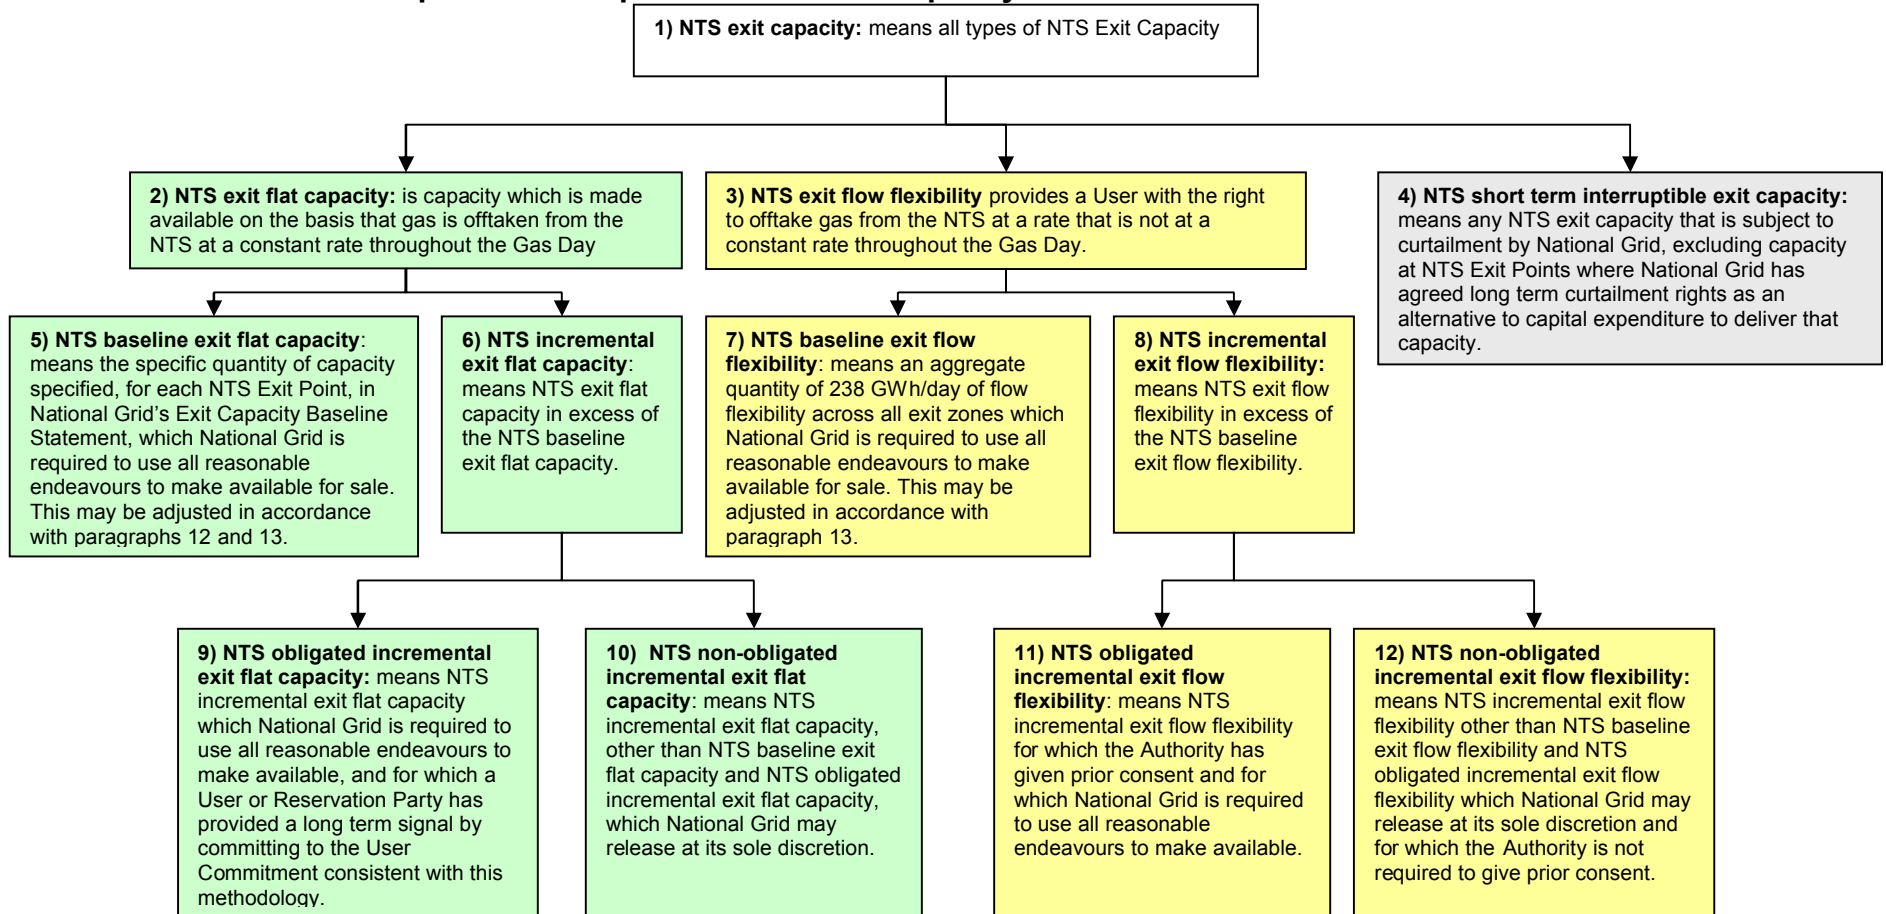 1) NTS exit capacity: means all types of NTS Exit Capacity
2) NTS exit flat capacity: is capacity which is made
available on the basis that gas is offtaken from the
NTS at a constant rate throughout the Gas Day
3) NTS exit flow flexibility provides a User with the right
to offtake gas from the NTS at a rate that is not at a
constant rate throughout the Gas Day.
4) NTS short term interruptible exit capacity:
means any NTS exit capacity that is subject to
curtailment by National Grid, excluding capacity
at NTS Exit Points where National Grid has
agreed long term curtailment rights as an
alternative to capital expenditure to deliver that
capacity.
5) NTS baseline exit flat capacity:
means the specific quantity of capacity
specified, for each NTS Exit Point, in
National Grid's Exit Capacity Baseline
Statement, which National Grid is
required to use all reasonable
endeavours to make available for sale.
This may be adjusted in accordance
with paragraphs 12 and 13.
6) NTS incremental
exit flat capacity:
means NTS exit flat
capacity in excess of
the NTS baseline
exit flat capacity.
7) NTS baseline exit flow
flexibility: means an aggregate
quantity of 238 GWh/day of flow
flexibility across all exit zones which
National Grid is required to use all
reasonable endeavours to make
available for sale. This may be
adjusted in accordance with
paragraph 13.
8) NTS incremental
exit flow flexibility:
means NTS exit flow
flexibility in excess of
the NTS baseline
exit flow flexibility.
9) NTS obligated incremental
exit flat capacity: means NTS
incremental exit flat capacity
which National Grid is required to
use all reasonable endeavours to
make available, and for which a
User or Reservation Party has
provided a long term signal by
committing to the User
Commitment consistent with this
methodology.
10) NTS non-obligated
incremental exit flat
capacity: means NTS
incremental exit flat capacity,
other than NTS baseline exit
flat capacity and NTS obligated
incremental exit flat capacity,
which National Grid may
release at its sole discretion.
11) NTS obligated
incremental exit flow
flexibility: means NTS
incremental exit flow flexibility
for which the Authority has
given prior consent and for
which National Grid is required
to use all reasonable
endeavours to make available.
12) NTS non-obligated
incremental exit flow flexibility:
means NTS incremental exit flow
flexibility other than NTS baseline
exit flow flexibility and NTS
obligated incremental exit flow
flexibility which National Grid may
release at its sole discretion and
for which the Authority is not
required to give prior consent.